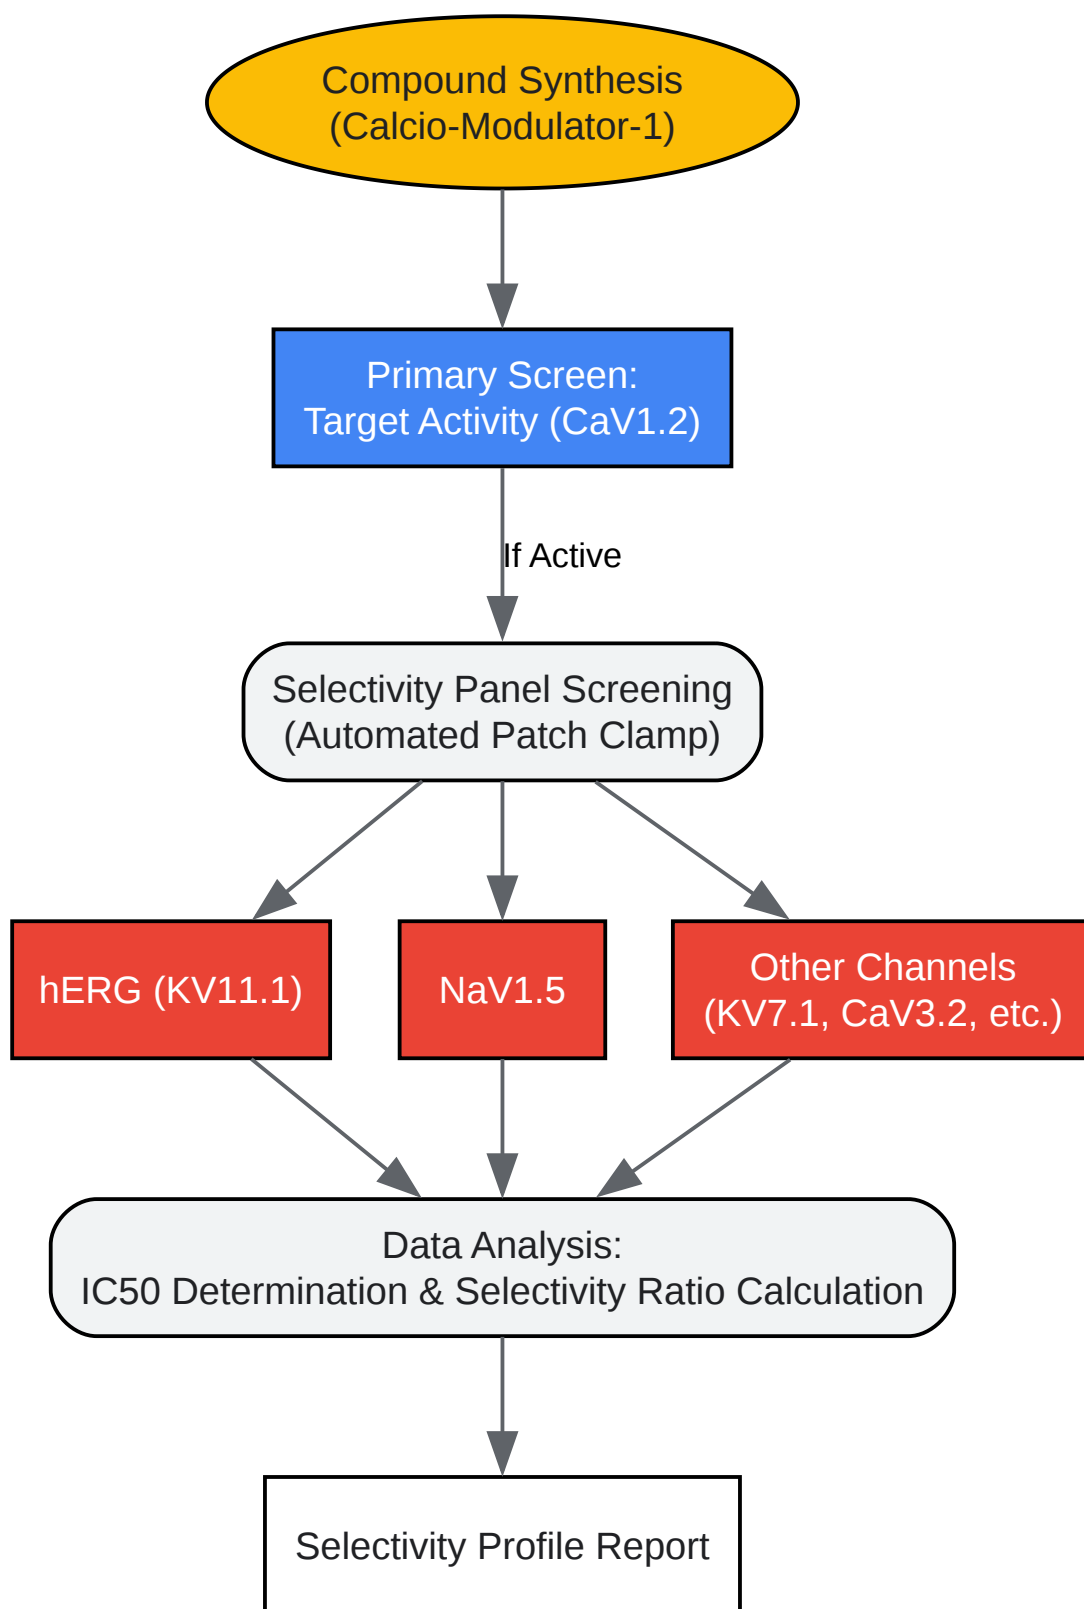 Compound Synthesis
(Calcio-Modulator-1)
Primary Screen:
Target Activity (CaV1.2)
If Active
Selectivity Panel Screening
(Automated Patch Clamp)
hERG (KV11.1)
NaV1.5
Other Channels
(KV7.1, CaV3.2, etc.)
Data Analysis:
IC50 Determination & Selectivity Ratio Calculation
Selectivity Profile Report